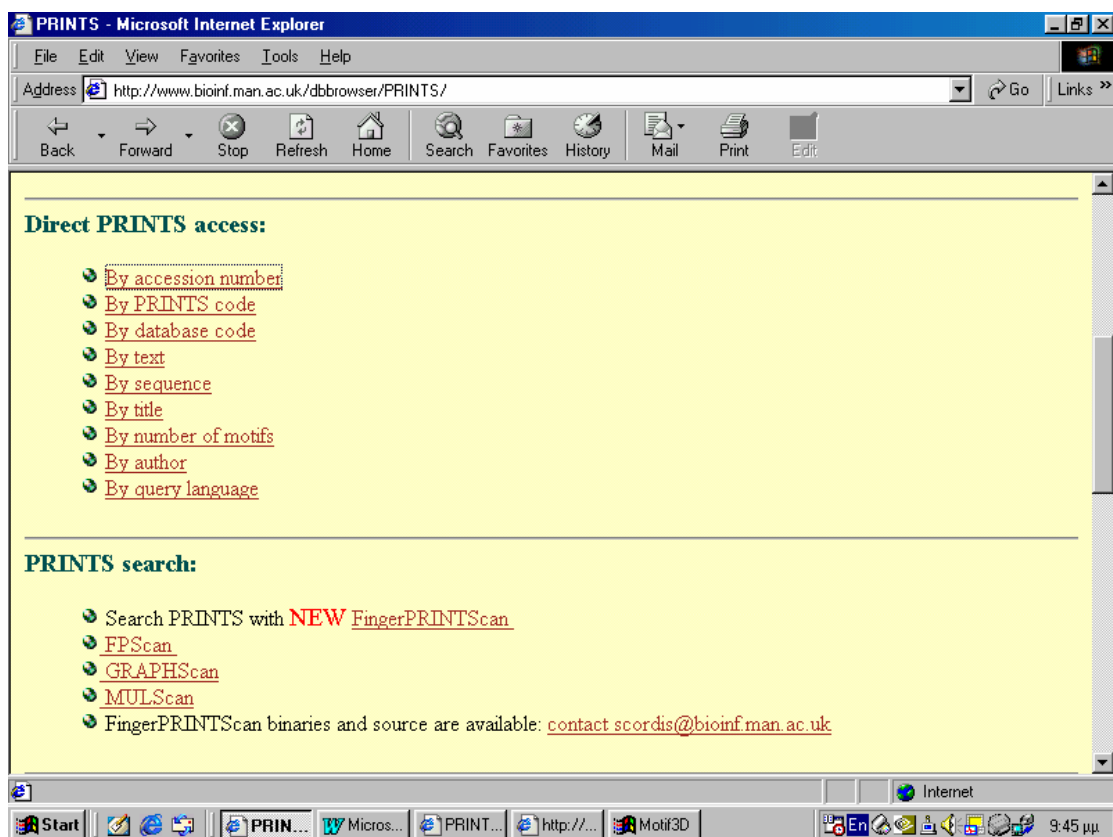 PRINTS - Microsoft Internet Explorer
File Edit View Favorites Tools Help
Address http://www.bioinf.man.ac.uk/dbbrowser/PRINTS/ Go Links »
Back Forward Stop Refresh Home Search Favorites History Mail Print Edit
Direct PRINTS access:
By accession number
By PRINTS code
By database code
By text
By sequence
By title
By number of motifs
By author
By query language
PRINTS search:
Search PRINTS with NEW FingerPRINTScan
FPScan
GRAPHScan
MULScan
FingerPRINTScan binaries and source are available: contact scordis@bioinf.man.ac.uk
Internet
Start PRIN... Micros... PRINT... http://... Motif3D En 9:45 μμ